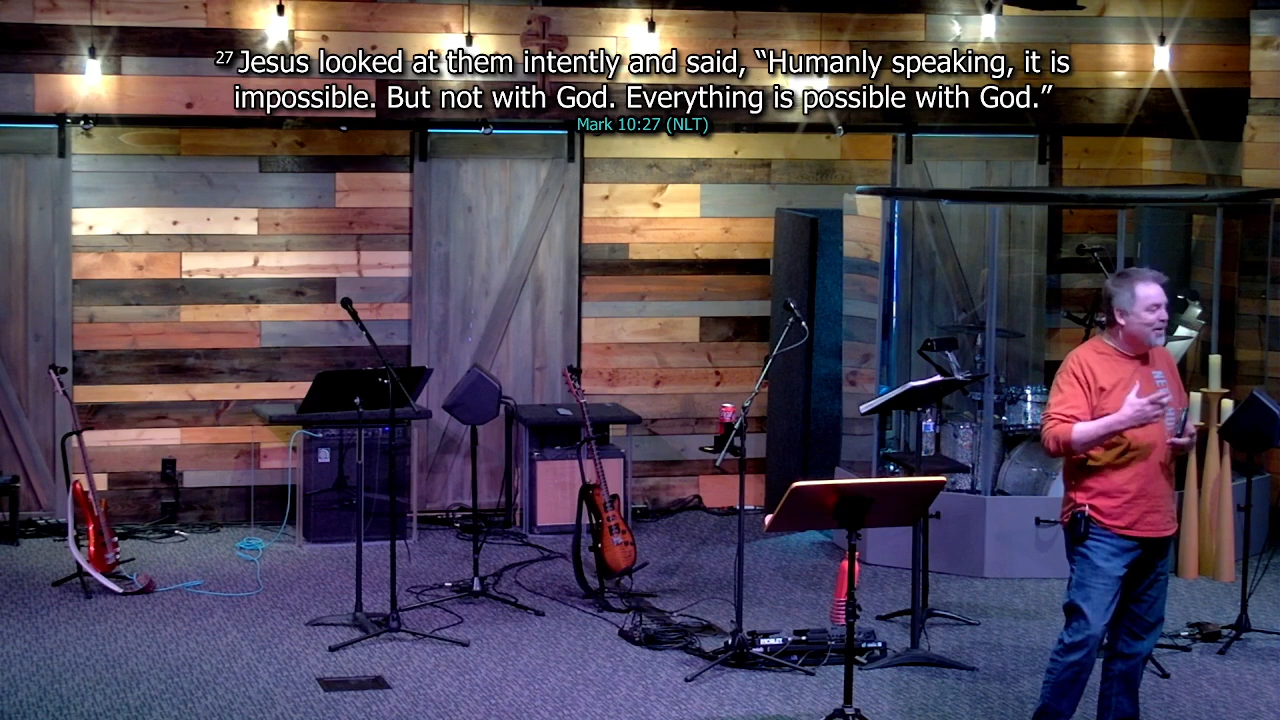 27 Jesus looked at them intently and said, “Humanly speaking, it is
impossible. But not with God. Everything is possible with God.”
Mark 10:27 (NLT)